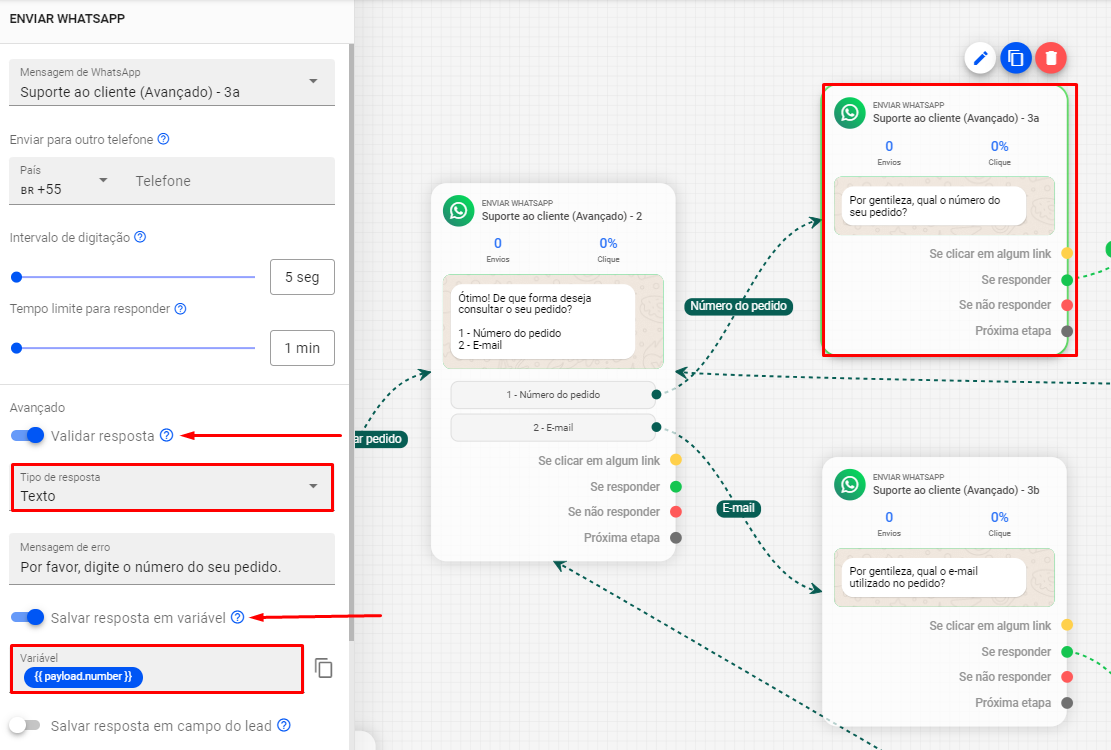 ENVIAR WHATSAPP
Mensagem de WhatsApp
Suporte ao cliente (Avançado) - 3a
Enviar para outro telefone
País
BR +55
Telefone
Intervalo de digitação
5 seg
Tempo limite para responder
1 min
Avançado
Validar resposta
Tipo de resposta
Texto
Mensagem de erro
Por favor, digite o número do seu pedido.
Salvar resposta em variável
Variável
{{ payload.number }}
Salvar resposta em campo do lead
ar pedido
ENVIAR WHATSAPP
Suporte ao cliente (Avançado) - 2
0
0%
Envios
Clique
Ótimo! De que forma deseja
consultar o seu pedido?
1 - Número do pedido
2 - E-mail
1 - Número do pedido
2 - E-mail
Se clicar em algum link
Se responder
Se não responder
Próxima etapa
Número do pedido
E-mail
ENVIAR WHATSAPP
Suporte ao cliente (Avançado) - 3a
0
0%
Envios
Clique
Por gentileza, qual o número do
seu pedido?
Se clicar em algum link
Se responder
Se não responder
Próxima etapa
ENVIAR WHATSAPP
Suporte ao cliente (Avançado) - 3b
0
0%
Envios
Clique
Por gentileza, qual o e-mail
utilizado no pedido?
Se clicar em algum link
Se responder
Se não responder
Próxima etapa